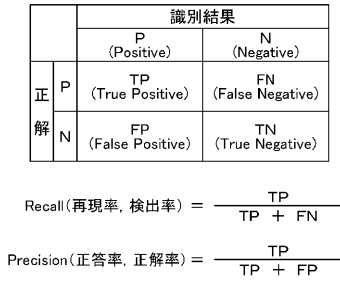 識別結果
P
(Positive)
N
(Negative)
正解
P
TP
(True Positive)
FN
(False Negative)
N
FP
(False Positive)
TN
(True Negative)
Recall(再現率, 検出率) = TP / TP + FN
Precision(正答率, 正解率) = TP / TP + FP